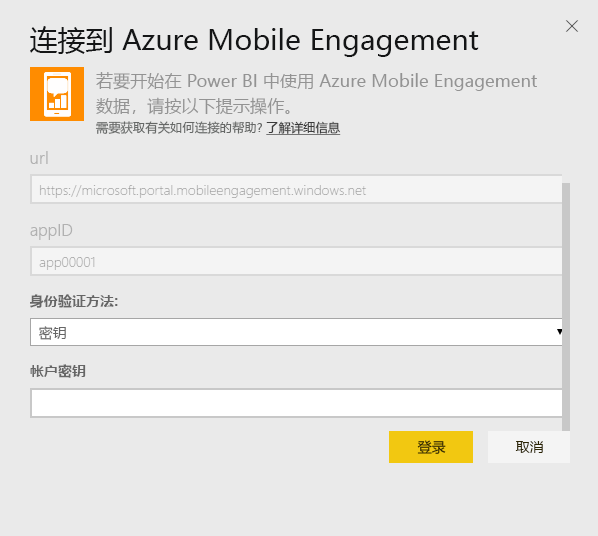 连接到 Azure Mobile Engagement
若要开始在 Power BI 中使用 Azure Mobile Engagement
数据，请按以下提示操作。
需要获取有关如何连接的帮助? 了解详细信息
url
https://microsoft.portal.mobileengagement.windows.net
appID
app00001
身份验证方法:
密钥
帐户密钥
登录
取消